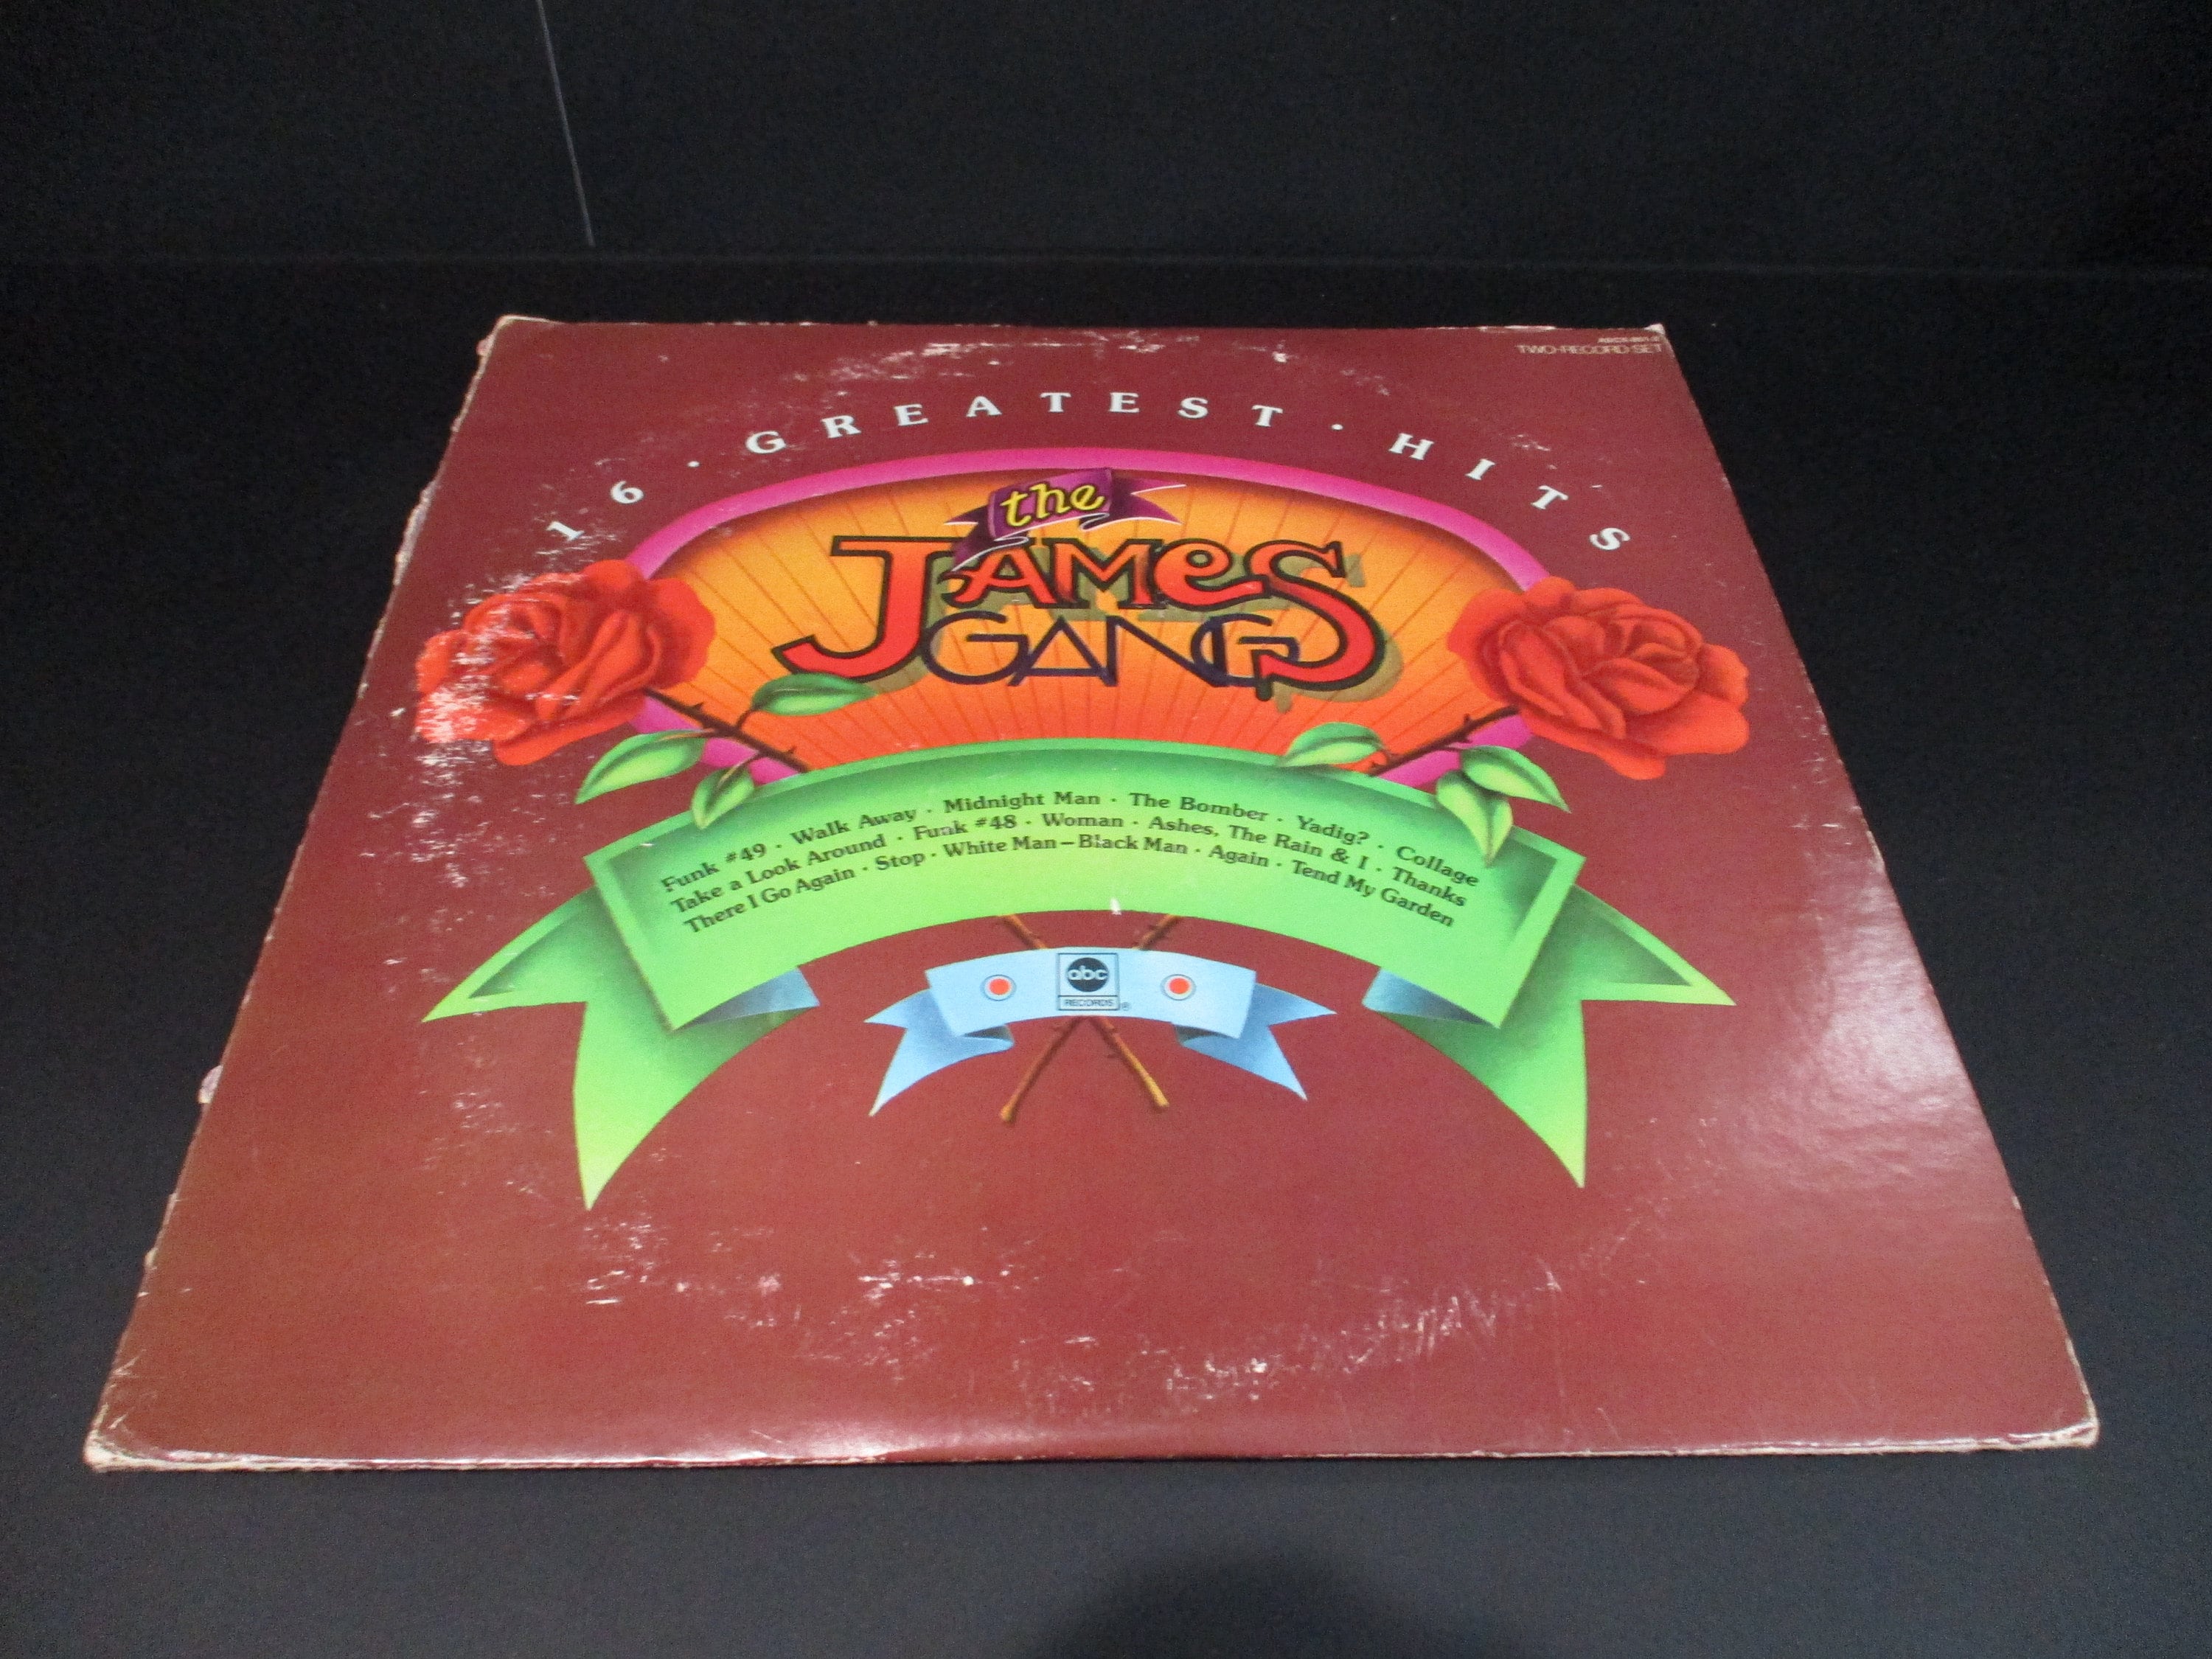 TWO-RECORD SET
16 · GREATEST · HITS
the
JAMES
GANG
Funk #49 · Walk Away · Midnight Man · The Bomber · Yadig? · Collage
Take a Look Around · Funk #48 · Woman · Ashes, The Rain & I · Thanks
There I Go Again · Stop · White Man–Black Man · Again · Tend My Garden
abc
RECORDS ®